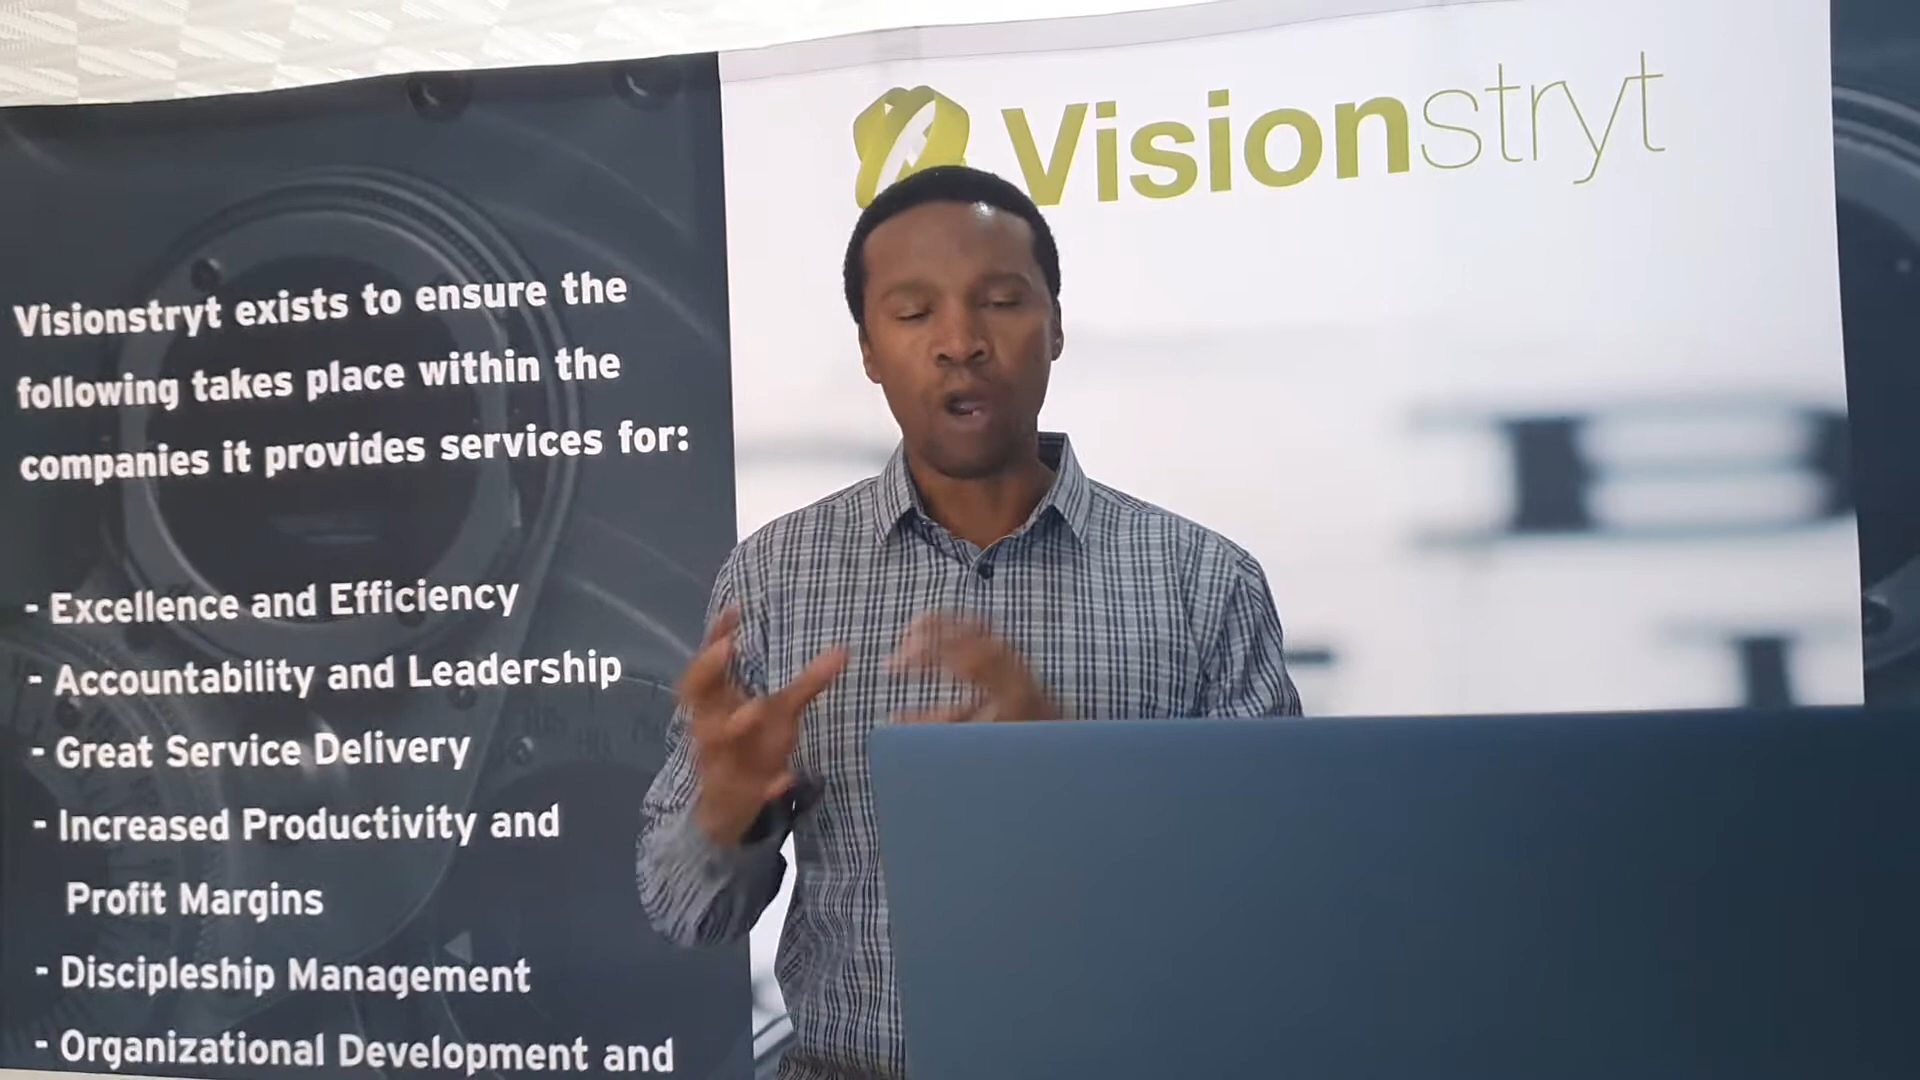 Visionstryt
Visionstryt exists to ensure the
following takes place within the
companies it provides services for:
- Excellence and Efficiency
- Accountability and Leadership
- Great Service Delivery
- Increased Productivity and
Profit Margins
- Discipleship Management
- Organizational Development and